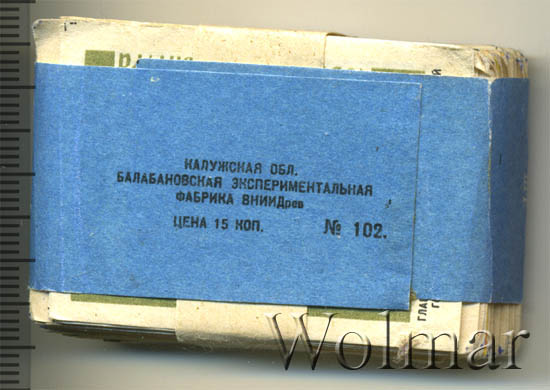 КАЛУЖСКАЯ ОБЛ.
БАЛАБАНОВСКАЯ ЭКСПЕРИМЕНТАЛЬНАЯ
ФАБРИКА ВНИИДрев
ЦЕНА 15 КОП. № 102.
Wolmar